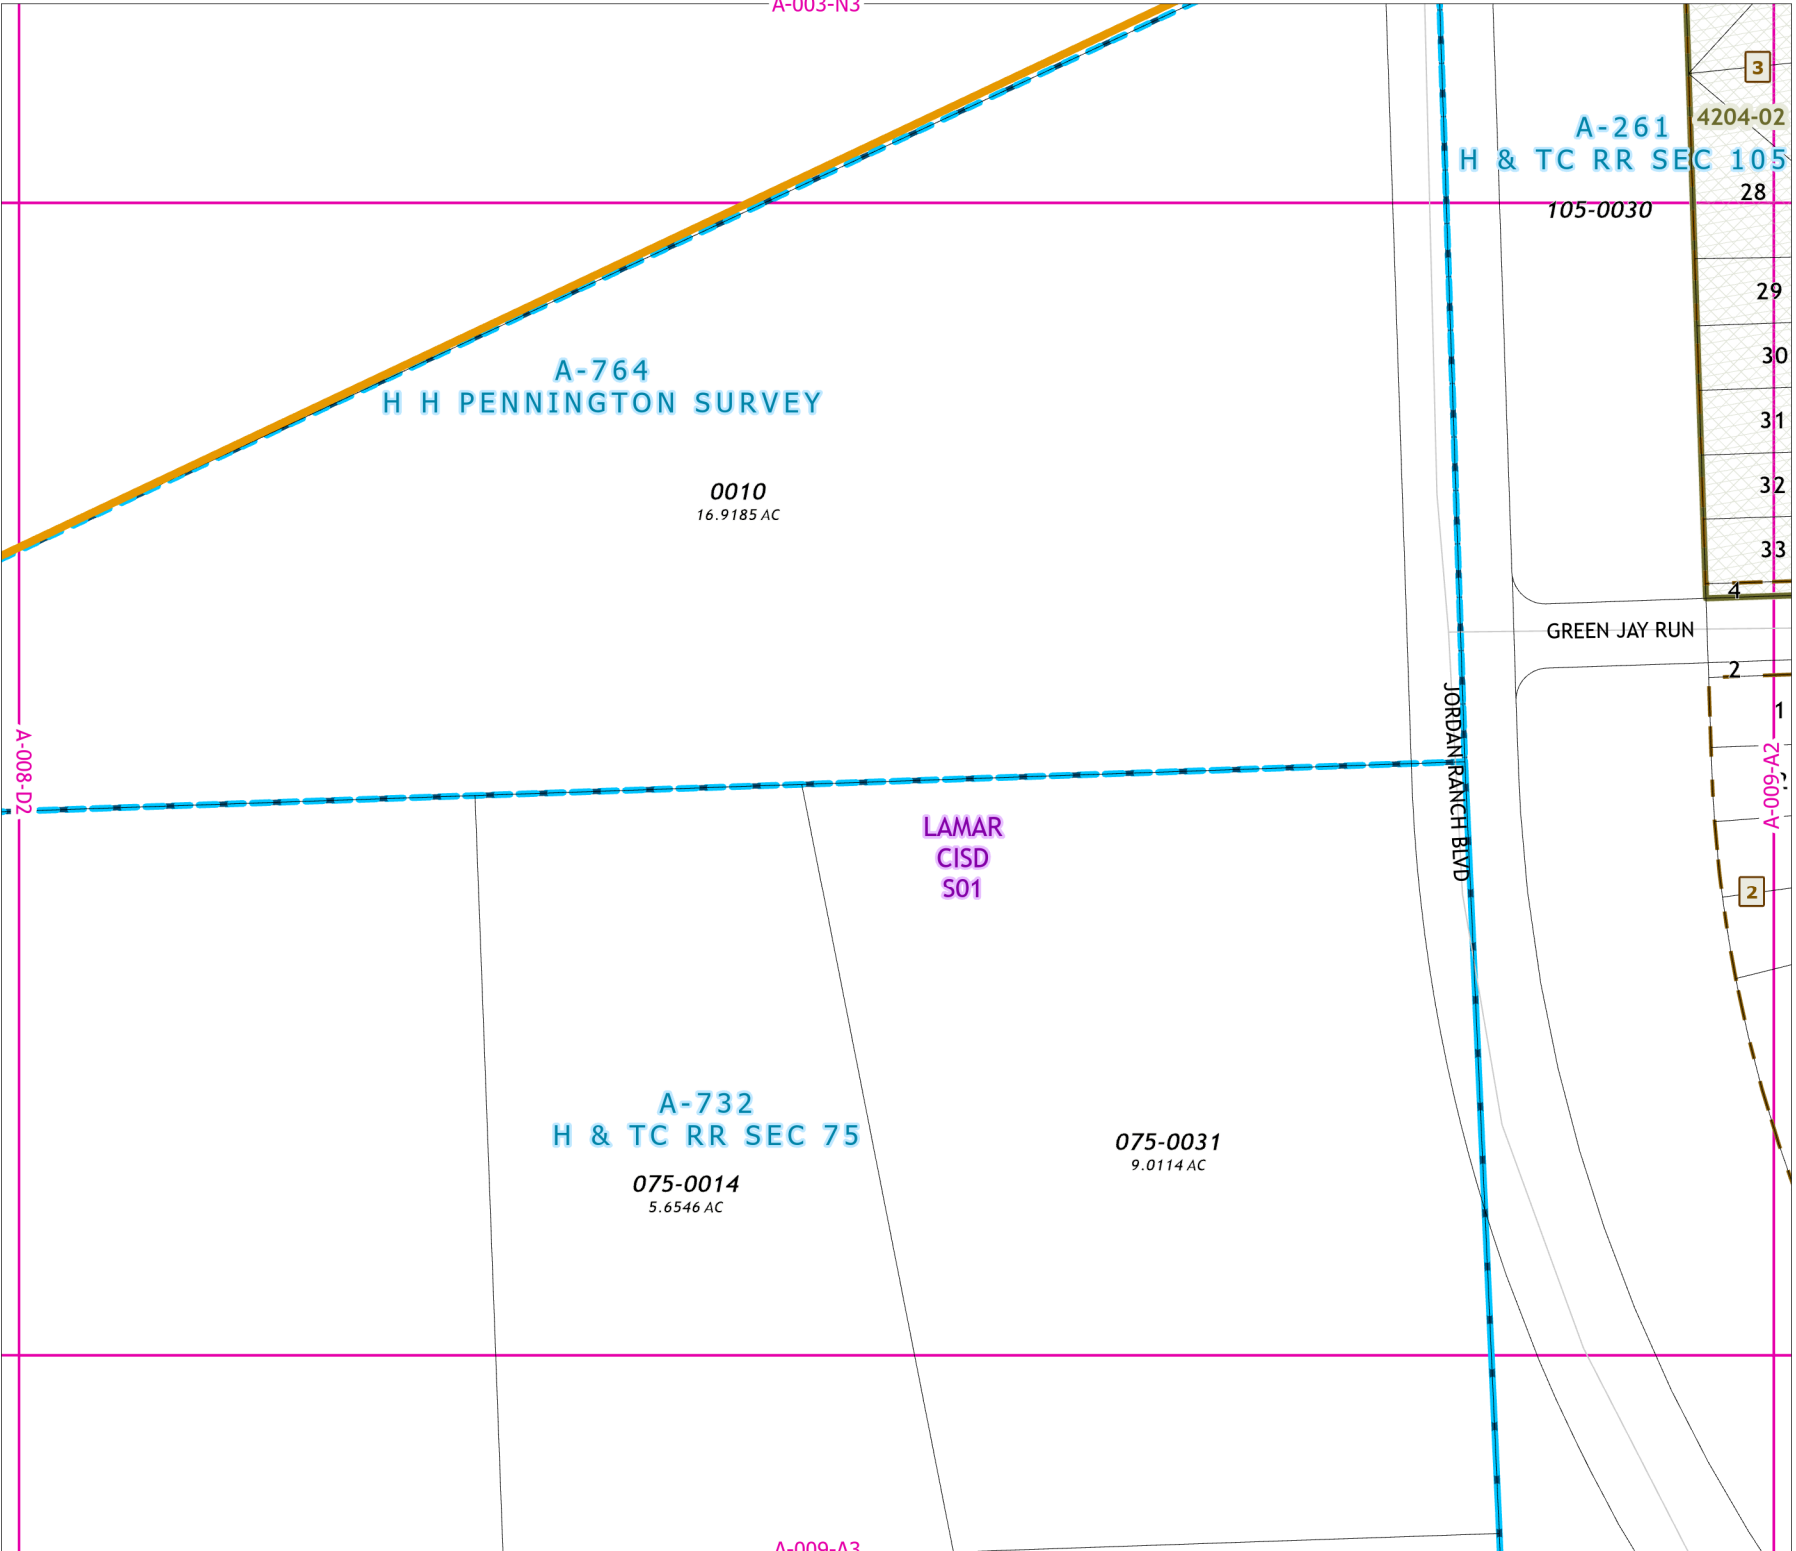 A-003-N3
3
4204-02
A-261
H & TC RR SEC 105
28
105-0030
29
30
A-764
H H PENNINGTON SURVEY
31
0010
16.9185 AC
32
33
4
GREEN JAY RUN
2
1
JORDAN RANCH BLVD
A-008-D2
A-009-A2
LAMAR
CISD
S01
2
A-732
H & TC RR SEC 75
075-0031
9.0114 AC
075-0014
5.6546 AC
A-009-A3